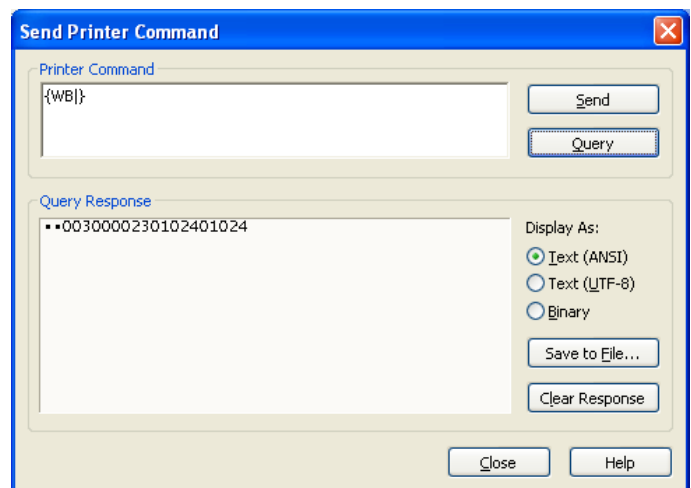 Send Printer Command
Printer Command
{WB|}
Send
Query
Query Response
▪▪0030000230102401024
Display As:
Text (ANSI)
Text (UTF-8)
Binary
Save to File...
Clear Response
Close
Help